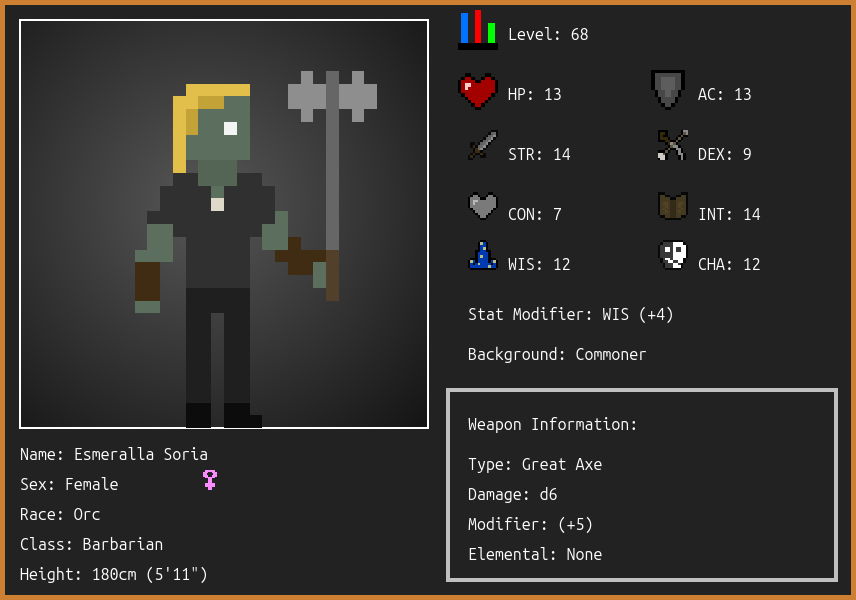 Level: 68
HP: 13
AC: 13
STR: 14
DEX: 9
CON: 7
INT: 14
WIS: 12
CHA: 12
Stat Modifier: WIS (+4)
Background: Commoner
Weapon Information:
Type: Great Axe
Damage: d6
Modifier: (+5)
Elemental: None
Name: Esmeralla Soria
Sex: Female
Race: Orc
Class: Barbarian
Height: 180cm (5'11")